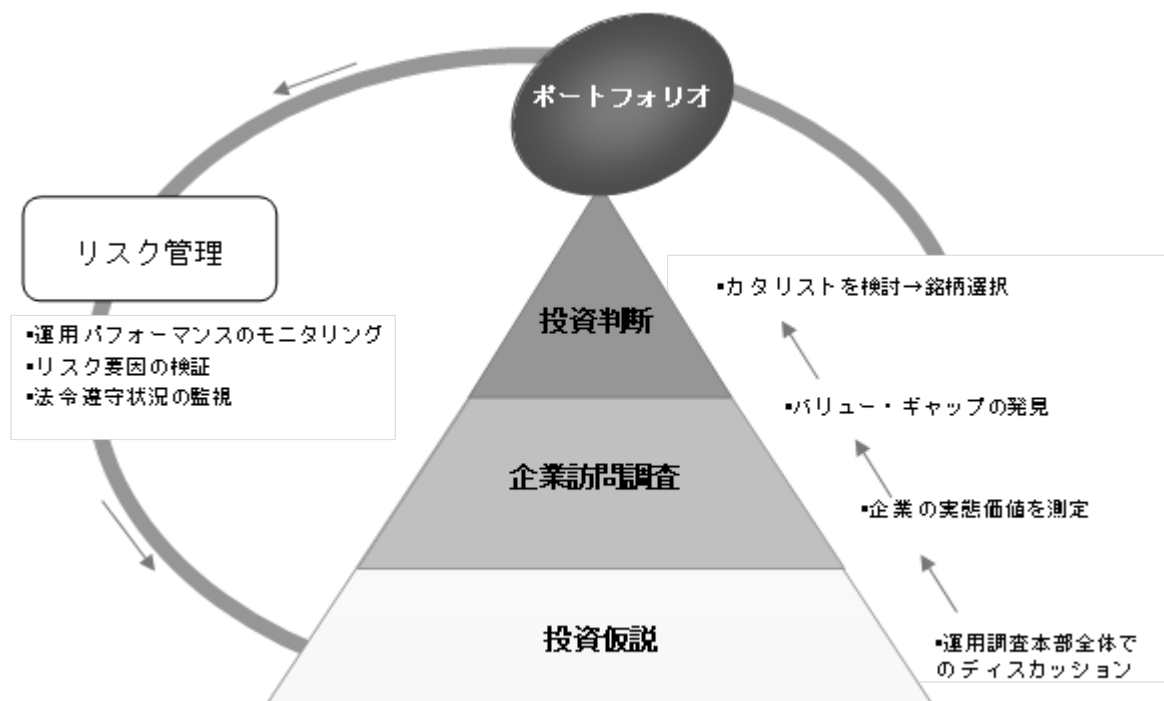 ポートフォリオ
リスク管理
▪運用パフォーマンスのモニタリング
▪リスク要因の検証
▪法令遵守状況の監視
投資判断
企業訪問調査
投資仮説
▪カタリストを検討→銘柄選択
▪バリュー・ギャップの発見
▪企業の実態価値を測定
▪運用調査本部全体で
のディスカッション